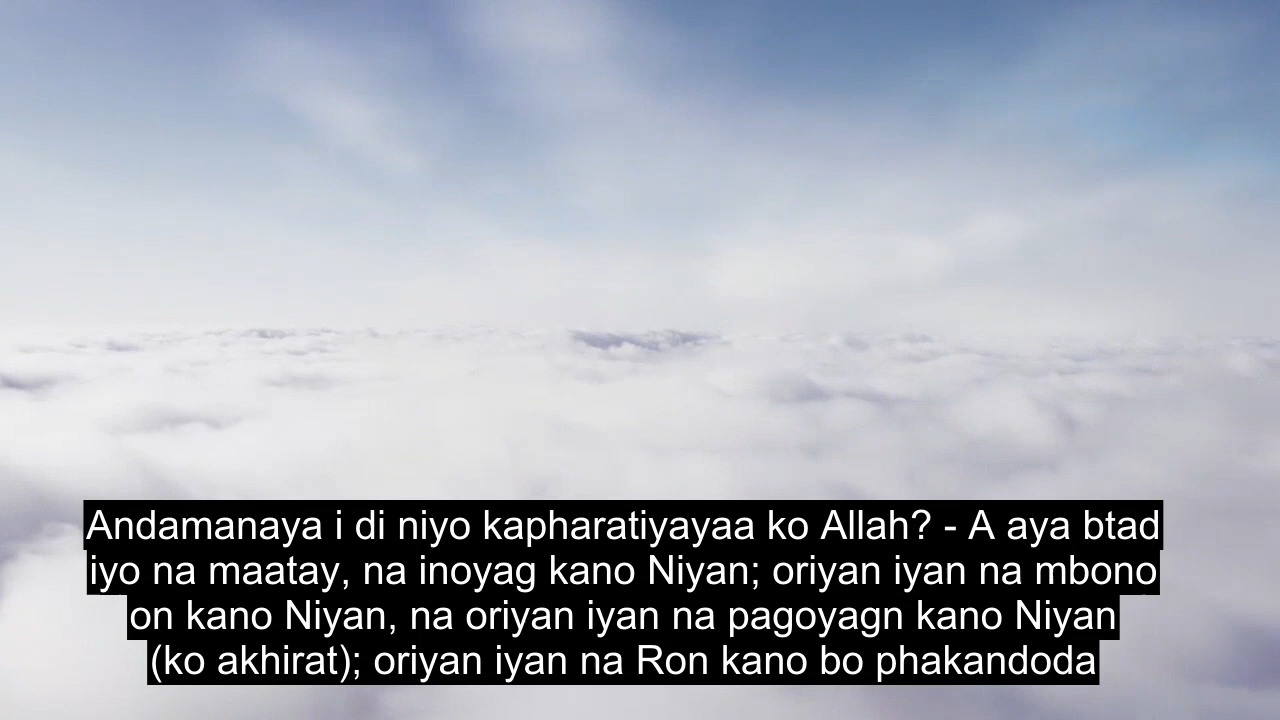 Andamanaya i di niyo kapharatiyayaa ko Allah? - A aya btad
iyo na maatay, na inoyag kano Niyan; oriyan iyan na mbono
on kano Niyan, na oriyan iyan na pagoyagn kano Niyan
(ko akhirat); oriyan iyan na Ron kano bo phakandoda